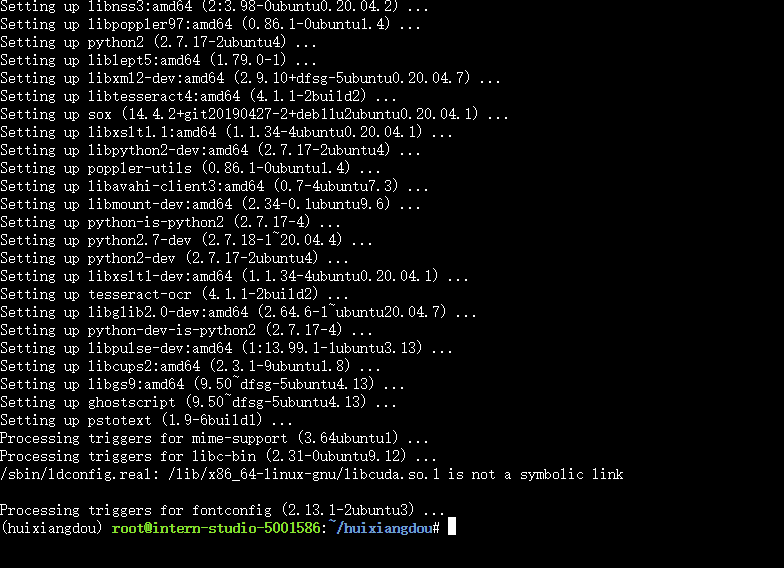 Setting up libnss3:amd64 (2:3.98-0ubuntu0.20.04.2) ...
Setting up libpoppler97:amd64 (0.86.1-0ubuntu1.4) ...
Setting up python2 (2.7.17-2ubuntu4) ...
Setting up liblept5:amd64 (1.79.0-1) ...
Setting up libxml2-dev:amd64 (2.9.10+dfsg-5ubuntu0.20.04.7) ...
Setting up libtesseract4:amd64 (4.1.1-2build2) ...
Setting up sox (14.4.2+git20190427-2+deb11u2ubuntu0.20.04.1) ...
Setting up libxslt1.1:amd64 (1.1.34-4ubuntu0.20.04.1) ...
Setting up libpython2-dev:amd64 (2.7.17-2ubuntu4) ...
Setting up poppler-utils (0.86.1-0ubuntu1.4) ...
Setting up libavahi-client3:amd64 (0.7-4ubuntu7.3) ...
Setting up libmount-dev:amd64 (2.34-0.1ubuntu9.6) ...
Setting up python-is-python2 (2.7.17-4) ...
Setting up python2.7-dev (2.7.18-1~20.04.4) ...
Setting up python2-dev (2.7.17-2ubuntu4) ...
Setting up libxslt1-dev:amd64 (1.1.34-4ubuntu0.20.04.1) ...
Setting up tesseract-ocr (4.1.1-2build2) ...
Setting up libglib2.0-dev:amd64 (2.64.6-1~ubuntu20.04.7) ...
Setting up python-dev-is-python2 (2.7.17-4) ...
Setting up libpulse-dev:amd64 (1:13.99.1-1ubuntu3.13) ...
Setting up libcups2:amd64 (2.3.1-9ubuntu1.8) ...
Setting up libgs9:amd64 (9.50~dfsg-5ubuntu4.13) ...
Setting up ghostscript (9.50~dfsg-5ubuntu4.13) ...
Setting up pstotext (1.9-6build1) ...
Processing triggers for mime-support (3.64ubuntu1) ...
Processing triggers for libc-bin (2.31-0ubuntu9.12) ...
/sbin/ldconfig.real: /lib/x86_64-linux-gnu/libcuda.so.1 is not a symbolic link
Processing triggers for fontconfig (2.13.1-2ubuntu3) ...
(huixiangdou) root@intern-studio-5001586:~/huixiangdou#